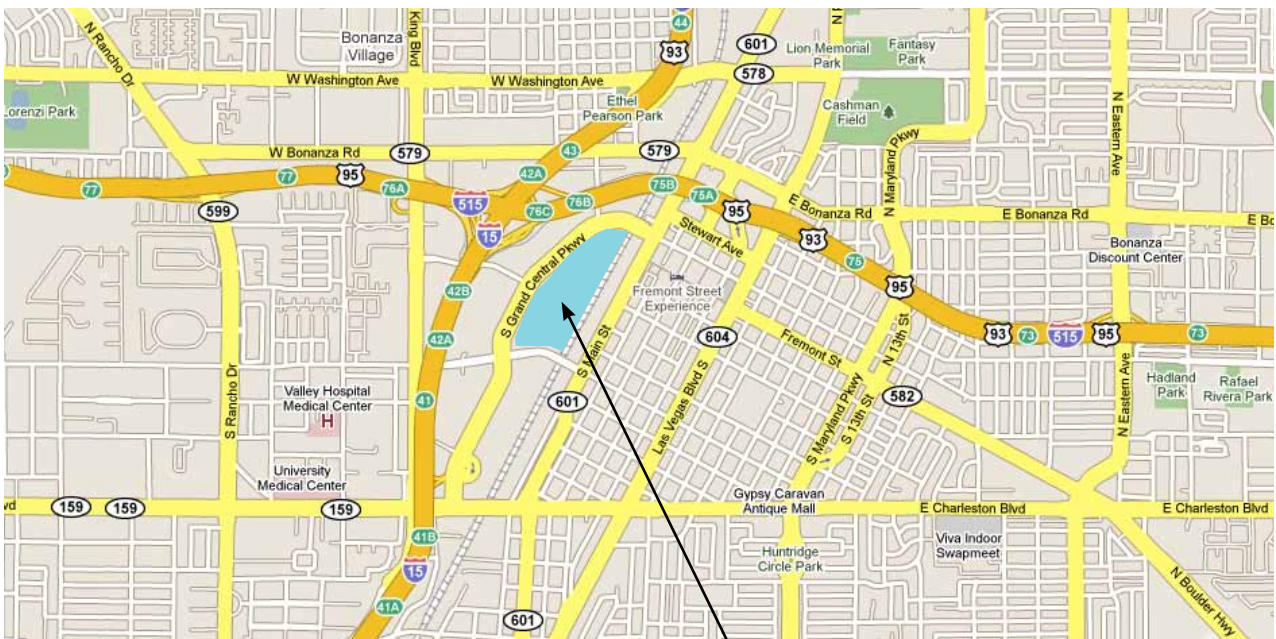 44
93
601
578
N
N Rancho Dr
King Blvd
Bonanza
Village
Lion Memorial
Park
Fantasy
Park
W Washington Ave
W Washington Ave
Ethel
Pearson Park
Cashman
Field
Lorenzi Park
N Maryland Pkwy
N Eastern Ave
W Bonanza Rd
579
43
579
77
77
95
76A
42A
75B
75A
515
76C
76B
95
E Bonanza Rd
E Bonanza Rd
E Bo
599
15
Stewart Ave
93
75
Bonanza
Discount Center
S Grand Central Pkwy
42B
Fremont Street
Experience
95
42A
S Main St
604
Fremont St
N 13th St
93
73
515
95
73
S Rancho Dr
Valley Hospital
Medical Center
H
41
601
Las Vegas Blvd S
S Maryland Pkwy
S 13th St
582
N Eastern Ave
Hadland
Park
Rafael
Rivera Park
University
Medical Center
Gypsy Caravan
Antique Mall
vd
159
159
159
E Charleston Blvd
E Charleston Blvd
41B
15
Viva Indoor
Swapmeet
Huntridge
Circle Park
41A
601
N Boulder Hwy